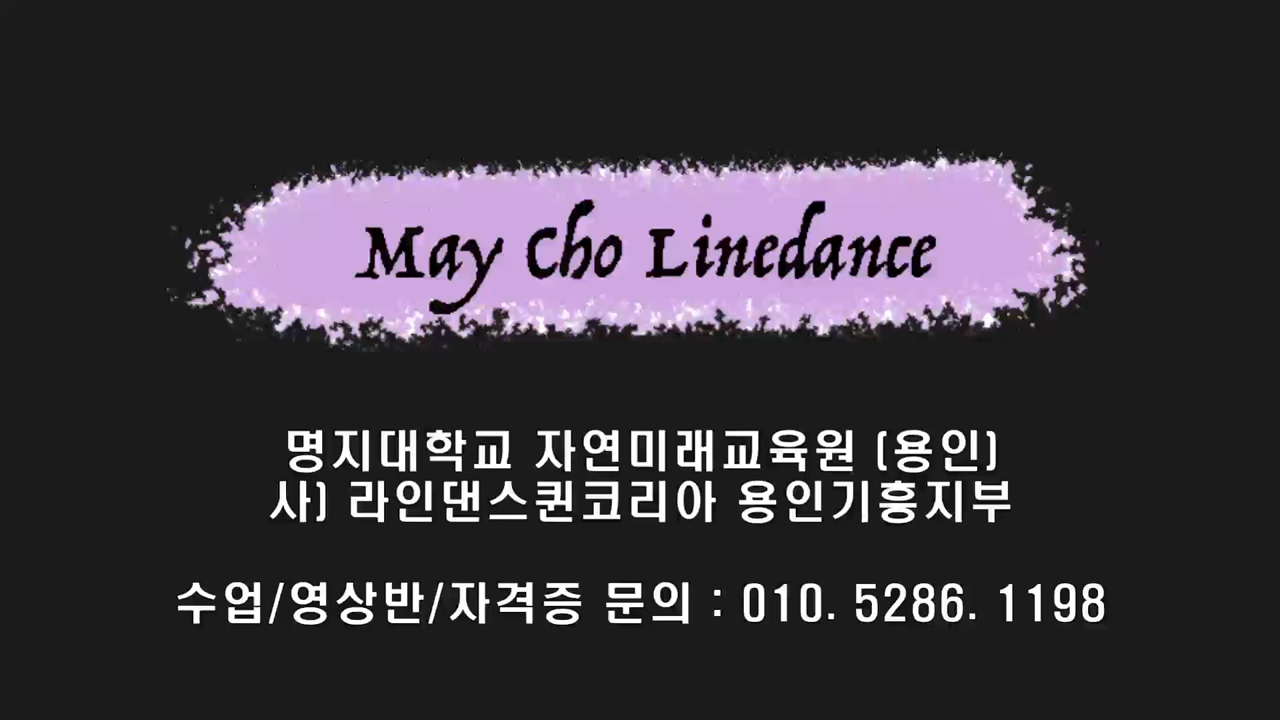 May Cho Linedance
명지대학교 자연미래교육원 (용인)
사) 라인댄스퀸코리아 용인기흥지부
수업/영상반/자격증 문의 : 010. 5286. 1198